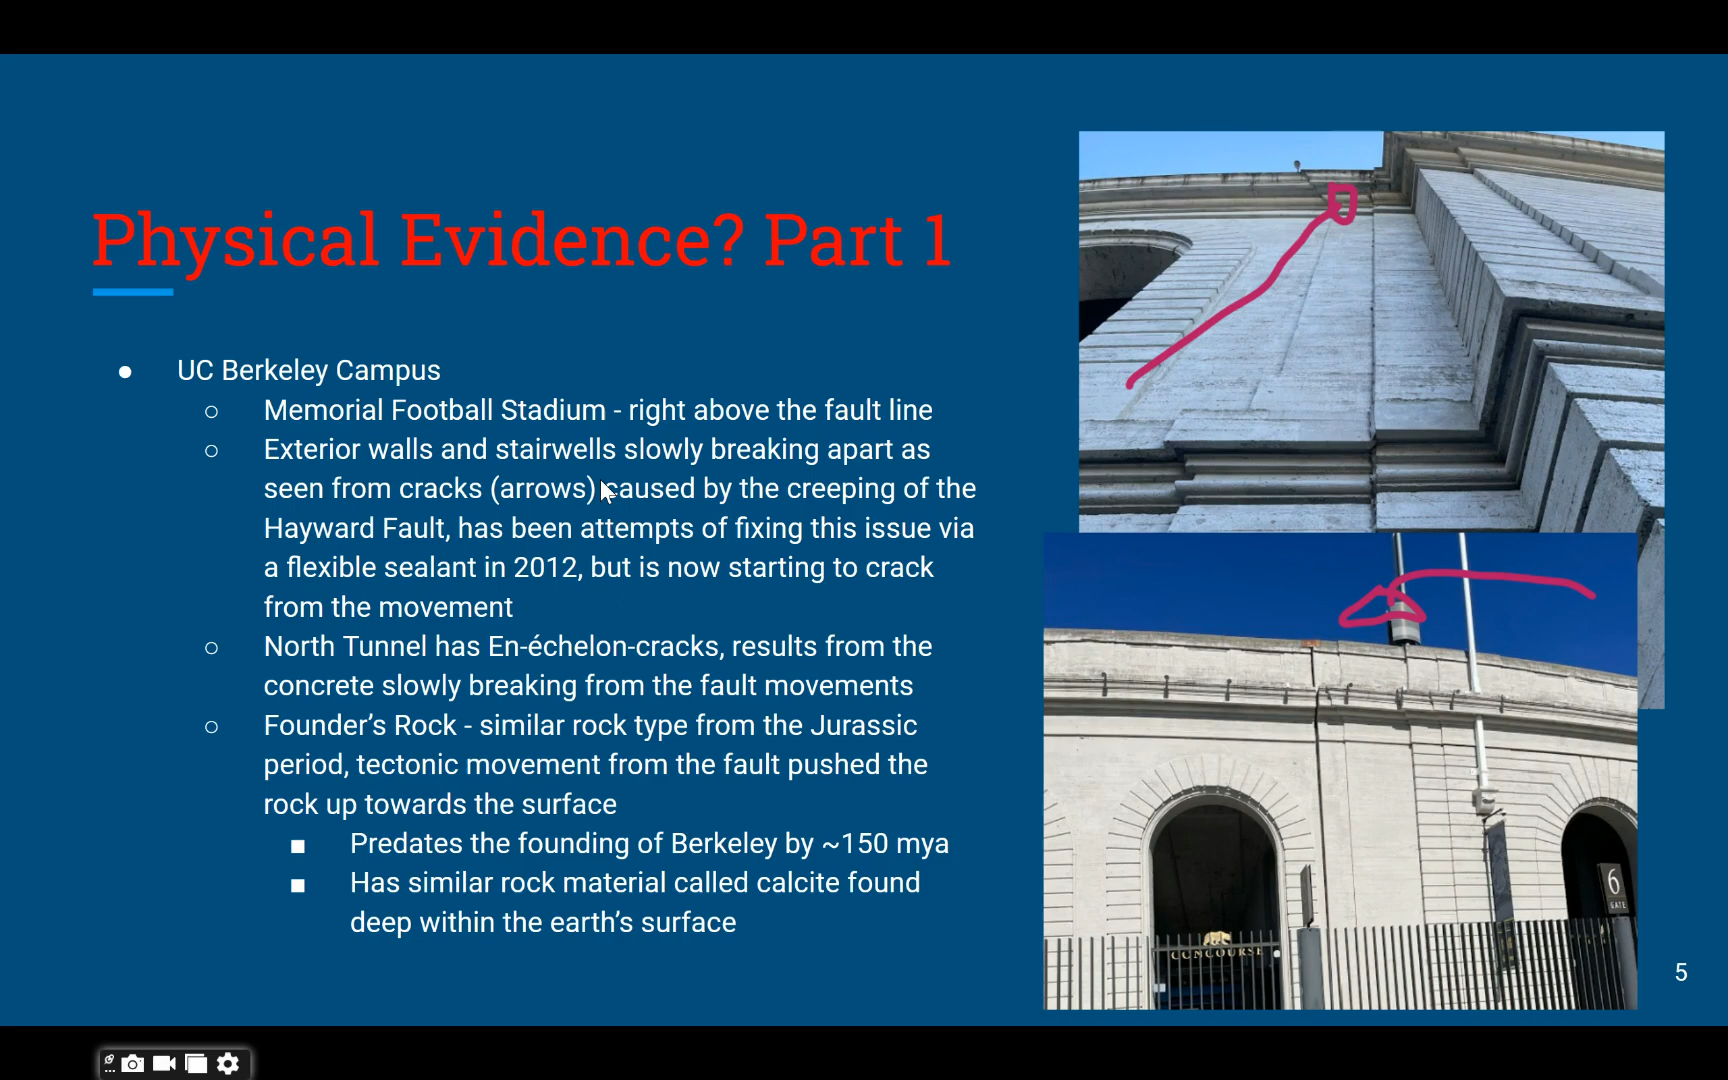 Physical Evidence? Part 1
● UC Berkeley Campus
○ Memorial Football Stadium - right above the fault line
○ Exterior walls and stairwells slowly breaking apart as
seen from cracks (arrows) caused by the creeping of the
Hayward Fault, has been attempts of fixing this issue via
a flexible sealant in 2012, but is now starting to crack
from the movement
○ North Tunnel has En-échelon-cracks, results from the
concrete slowly breaking from the fault movements
○ Founder’s Rock - similar rock type from the Jurassic
period, tectonic movement from the fault pushed the
rock up towards the surface
■ Predates the founding of Berkeley by ~150 mya
■ Has similar rock material called calcite found
deep within the earth’s surface
6
GATE
CONCOURSE
5